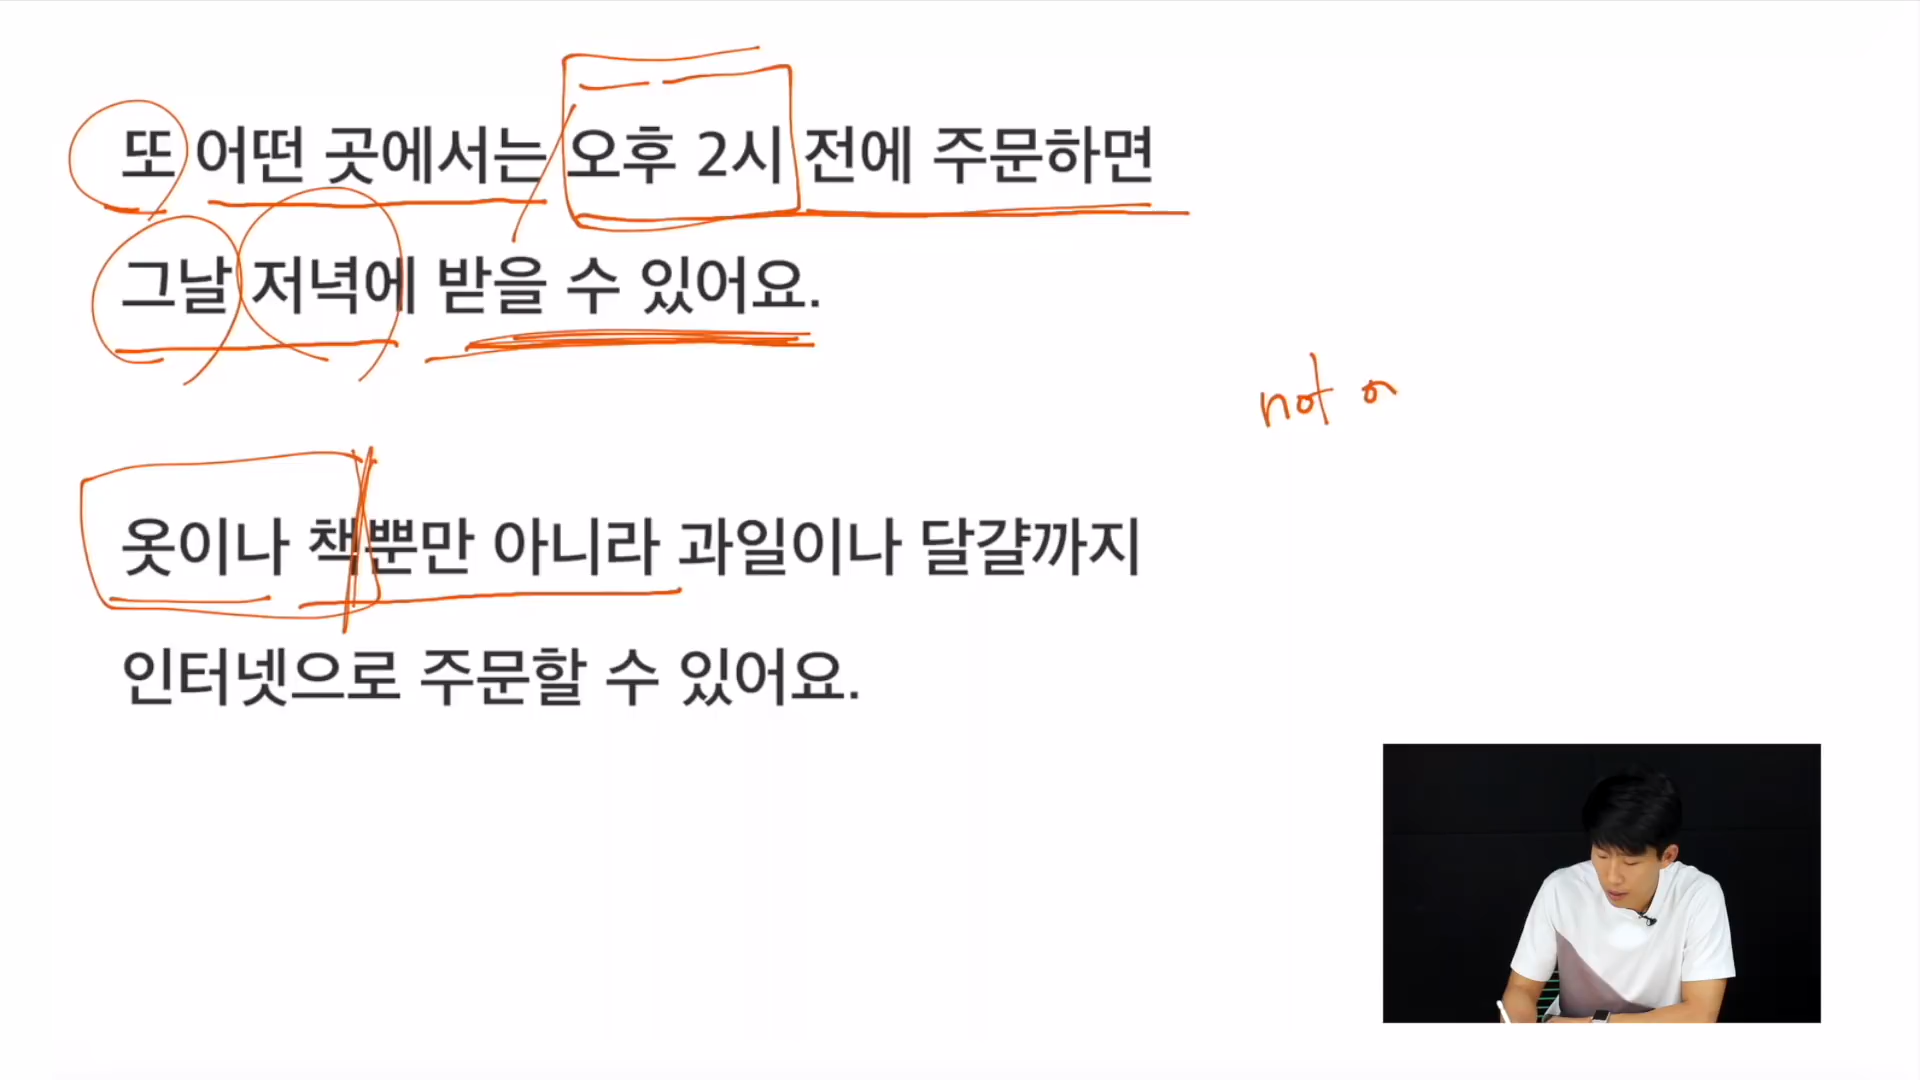 또 어떤 곳에서는 오후 2시 전에 주문하면
그날 저녁에 받을 수 있어요.
not o
옷이나 책뿐만 아니라 과일이나 달걀까지
인터넷으로 주문할 수 있어요.